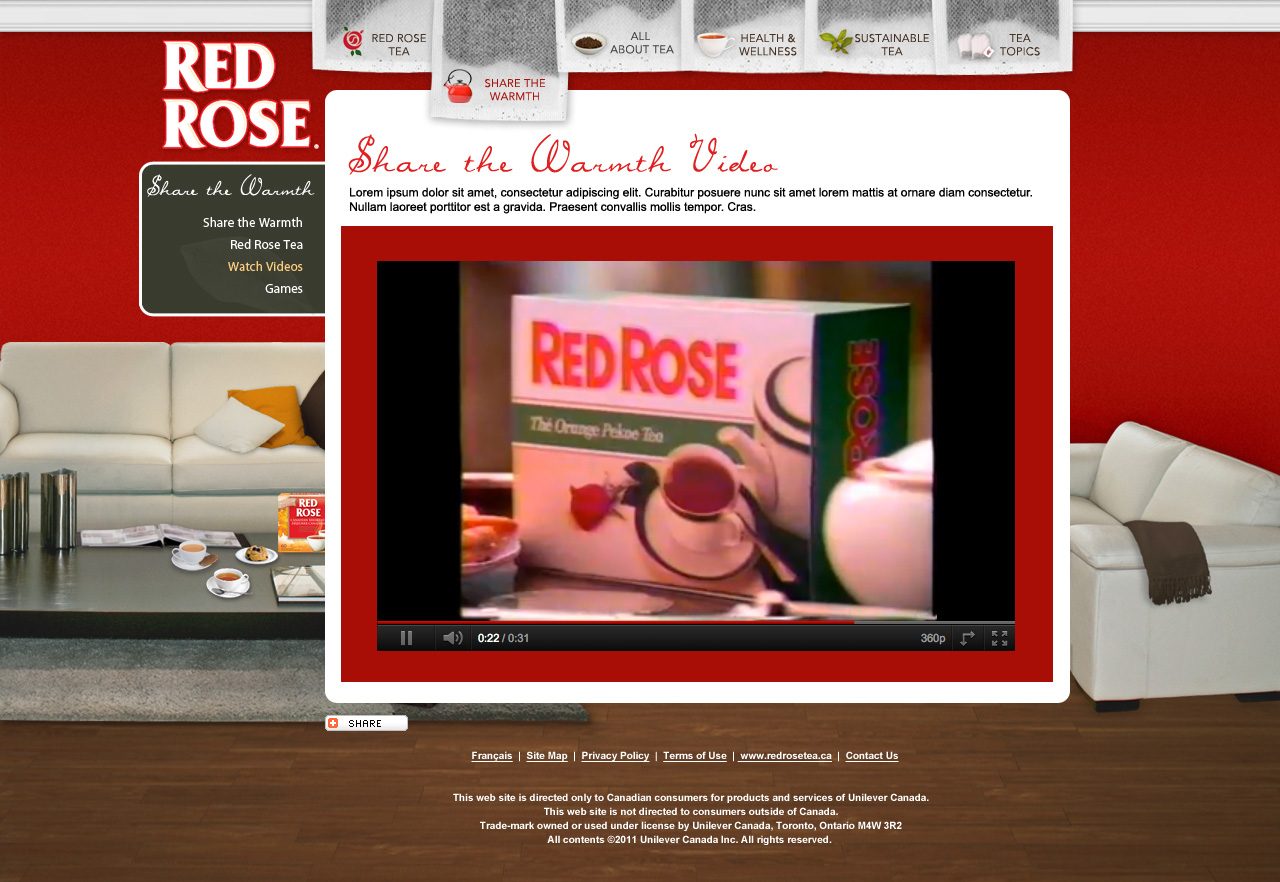 RED ROSE
TEA
SHARE THE
WARMTH
ALL
ABOUT TEA
HEALTH &
WELLNESS
SUSTAINABLE
TEA
TEA
TOPICS
RED
ROSE.
Share the Warmth
Share the Warmth
Red Rose Tea
Watch Videos
Games
Share the Warmth Video
Lorem ipsum dolor sit amet, consectetur adipiscing elit. Curabitur posuere nunc sit amet lorem mattis at ornare diam consectetur.
Nullam laoreet porttitor est a gravida. Praesent convallis mollis tempor. Cras.
RED ROSE
Thé Orange Pekoe Tea
ROSE
RED
ROSE
0:22 / 0:31
360p
SHARE
Français | Site Map | Privacy Policy | Terms of Use | www.redrosetea.ca | Contact Us
This web site is directed only to Canadian consumers for products and services of Unilever Canada.
This web site is not directed to consumers outside of Canada.
Trade-mark owned or used under license by Unilever Canada, Toronto, Ontario M4W 3R2
All contents ©2011 Unilever Canada Inc. All rights reserved.